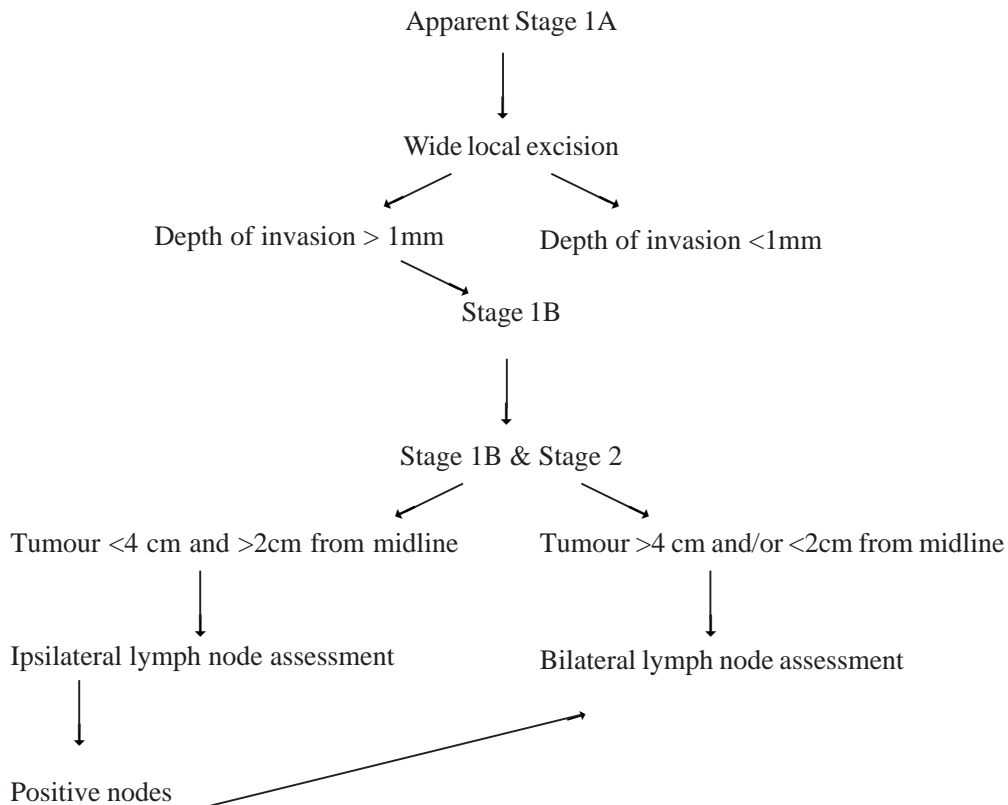 Apparent Stage 1A
Wide local excision
Depth of invasion > 1mm
Depth of invasion <1mm
Stage 1B
Stage 1B & Stage 2
Tumour <4 cm and >2cm from midline
Tumour >4 cm and/or <2cm from midline
Ipsilateral lymph node assessment
Bilateral lymph node assessment
Positive nodes